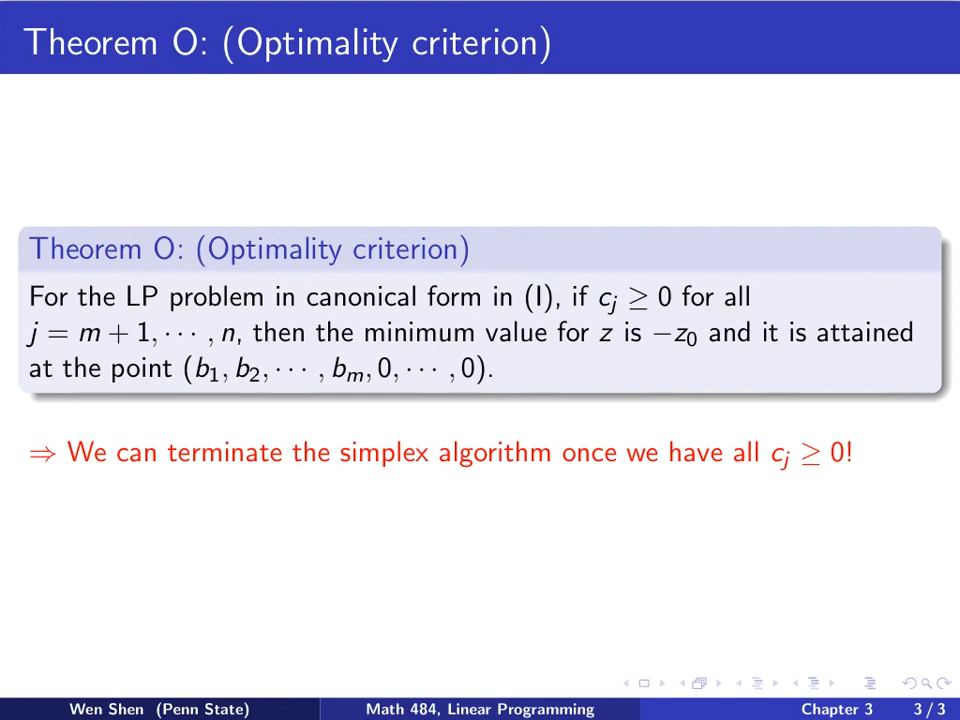 Theorem O: (Optimality criterion)
Theorem O: (Optimality criterion)
For the LP problem in canonical form in (I), if c_j ≥ 0 for all
j = m + 1, ··· , n, then the minimum value for z is −z_0 and it is attained
at the point (b_1, b_2, ··· , b_m, 0, ··· , 0).
⇒ We can terminate the simplex algorithm once we have all c_j ≥ 0!
Wen Shen (Penn State) Math 484, Linear Programming Chapter 3 3 / 3